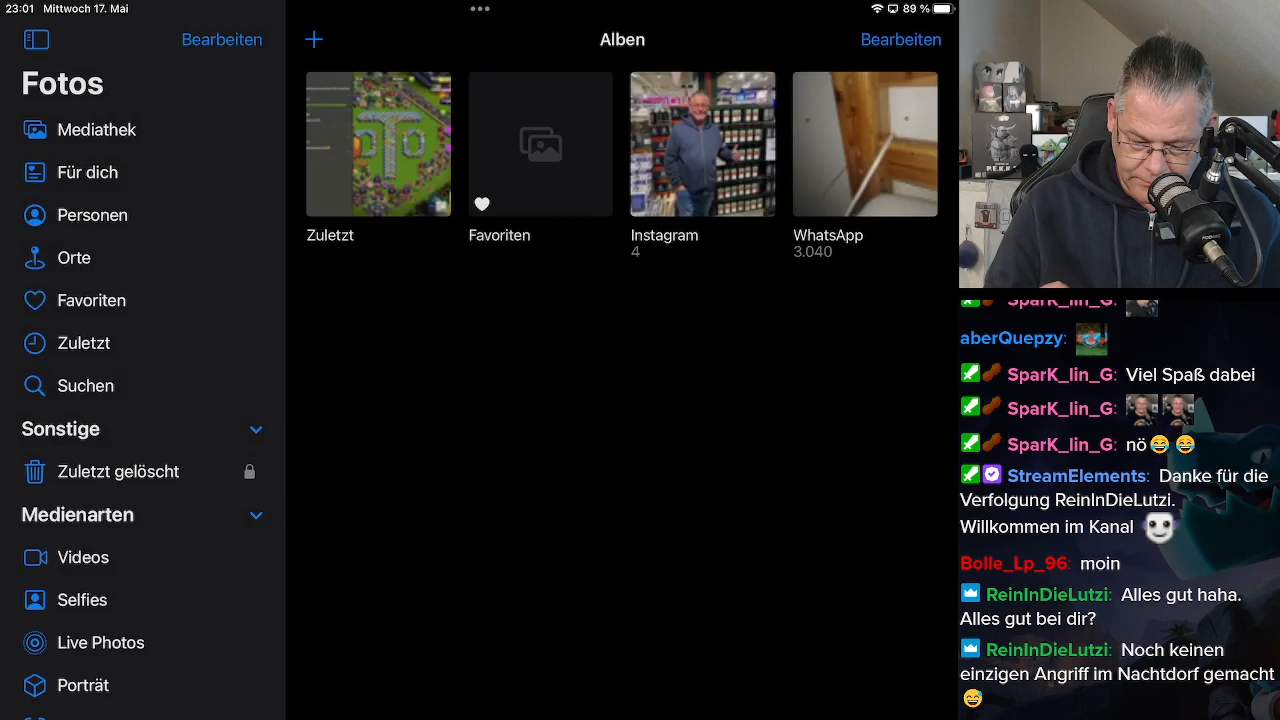 23:01 Mittwoch 17. Mai
89 %
Bearbeiten
Fotos
Mediathek
Für dich
Personen
Orte
Favoriten
Zuletzt
Suchen
Sonstige
Zuletzt gelöscht
Medienarten
Videos
Selfies
Live Photos
Porträt
Alben
Bearbeiten
Zuletzt
Favoriten
Instagram
4
WhatsApp
3.040
SparK_lin_G:
aberQuepzy:
SparK_lin_G: Viel Spaß dabei
SparK_lin_G:
SparK_lin_G: nö😂😂
StreamElements: Danke für die
Verfolgung ReinInDieLutzi.
Willkommen im Kanal
Bolle_Lp_96: moin
ReinInDieLutzi: Alles gut haha.
Alles gut bei dir?
ReinInDieLutzi: Noch keinen
einzigen Angriff im Nachtdorf gemacht
😅